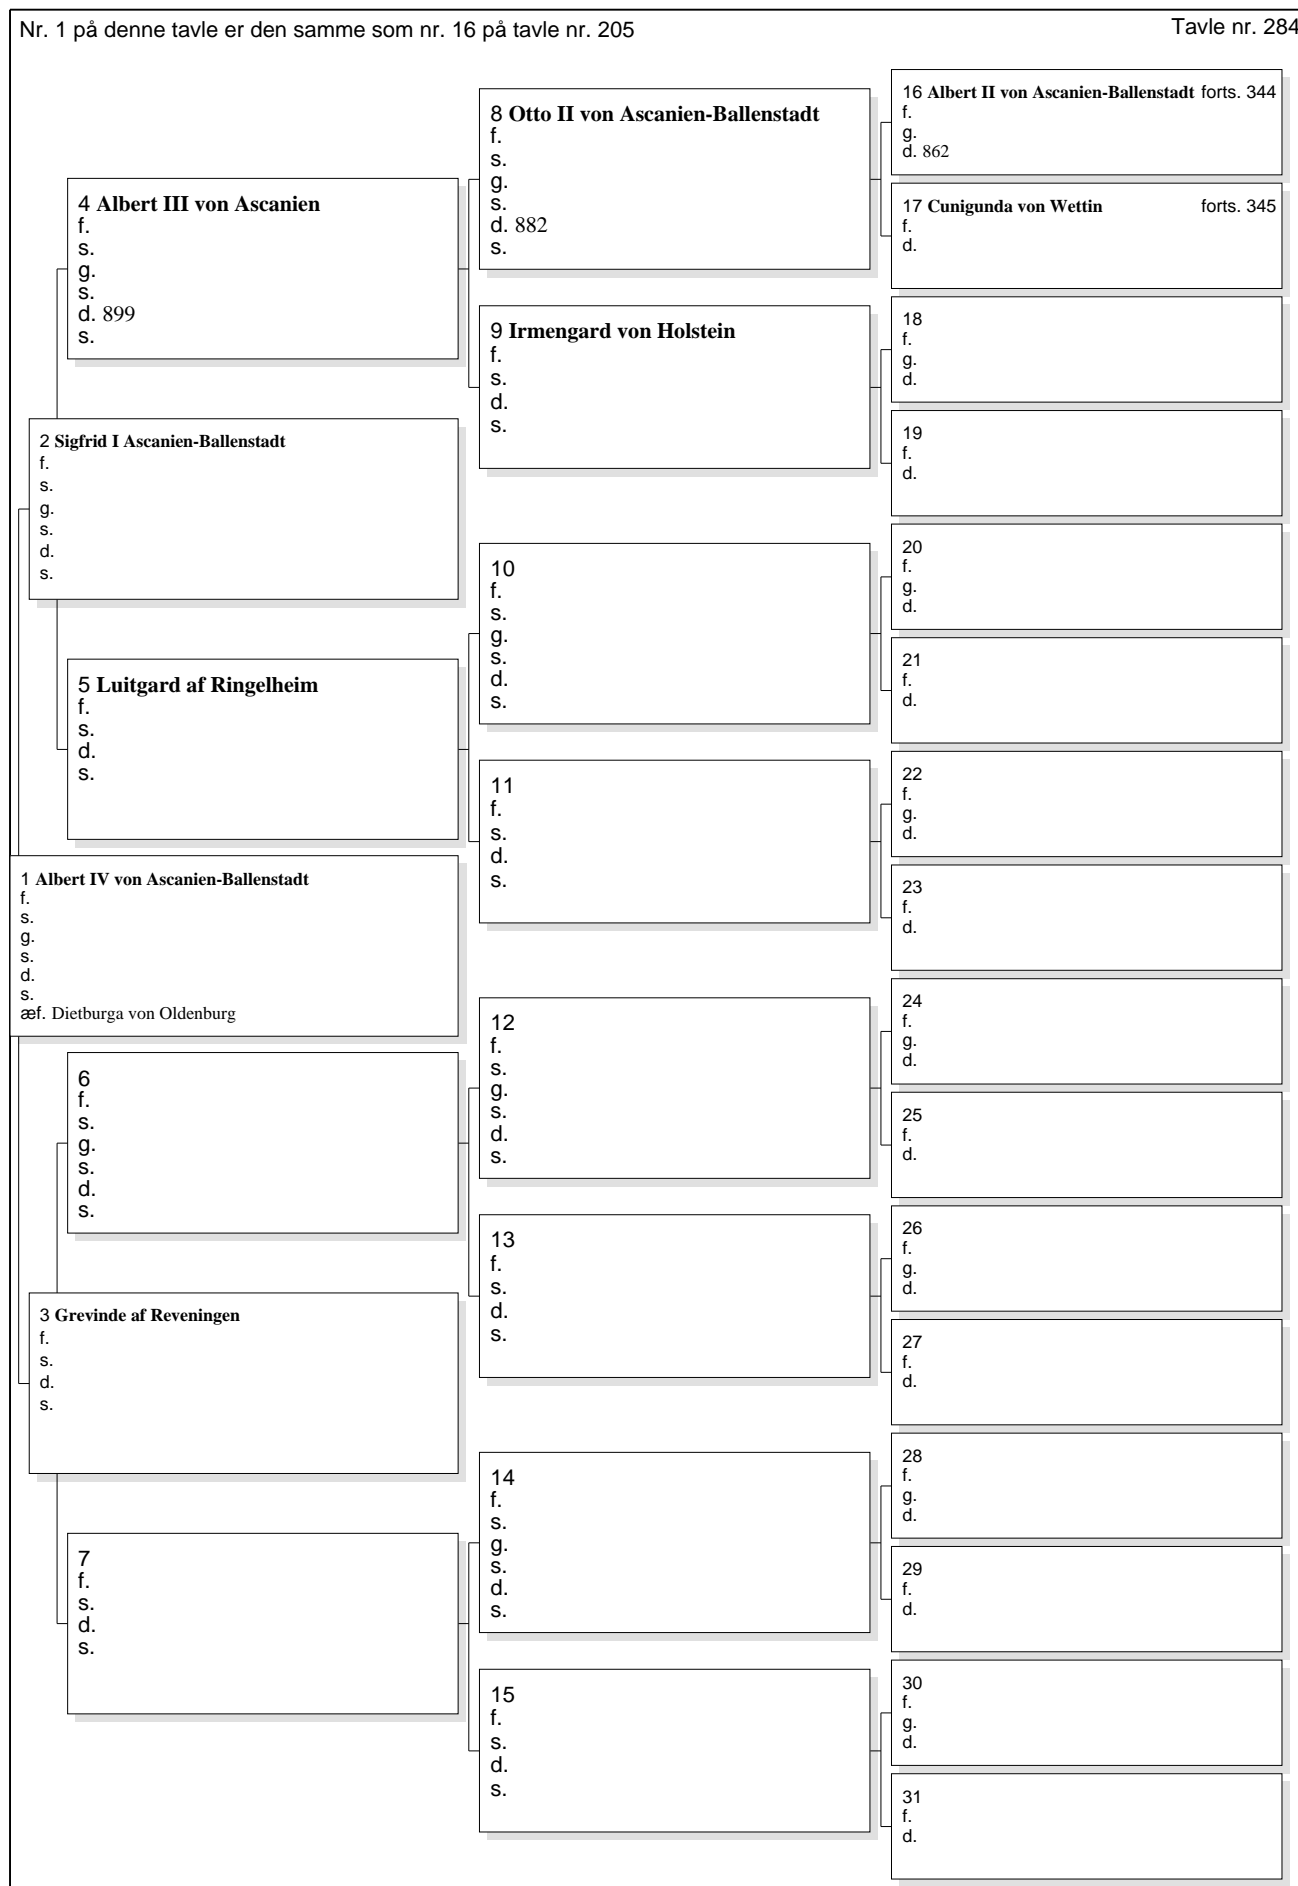 Nr. 1 på denne tavle er den samme som nr. 16 på tavle nr. 205
Tavle nr. 284
1 Albert IV von Ascanien-Ballenstadt
f.
s.
g.
s.
d.
s.
æf. Dietburga von Oldenburg
2 Sigfrid I Ascanien-Ballenstadt
f.
s.
g.
s.
d.
s.
3 Grevinde af Reveningen
f.
s.
d.
s.
4 Albert III von Ascanien
f.
s.
g.
s.
d. 899
s.
5 Luitgard af Ringelheim
f.
s.
d.
s.
6
f.
s.
g.
s.
d.
s.
7
f.
s.
d.
s.
8 Otto II von Ascanien-Ballenstadt
f.
s.
g.
s.
d. 882
s.
9 Irmengard von Holstein
f.
s.
d.
s.
10
f.
s.
g.
s.
d.
s.
11
f.
s.
d.
s.
12
f.
s.
g.
s.
d.
s.
13
f.
s.
d.
s.
14
f.
s.
g.
s.
d.
s.
15
f.
s.
d.
s.
16 Albert II von Ascanien-Ballenstadt forts. 344
f.
g.
d. 862
17 Cunigunda von Wettin forts. 345
f.
d.
18
f.
g.
d.
19
f.
d.
20
f.
g.
d.
21
f.
d.
22
f.
g.
d.
23
f.
d.
24
f.
g.
d.
25
f.
d.
26
f.
g.
d.
27
f.
d.
28
f.
g.
d.
29
f.
d.
30
f.
g.
d.
31
f.
d.